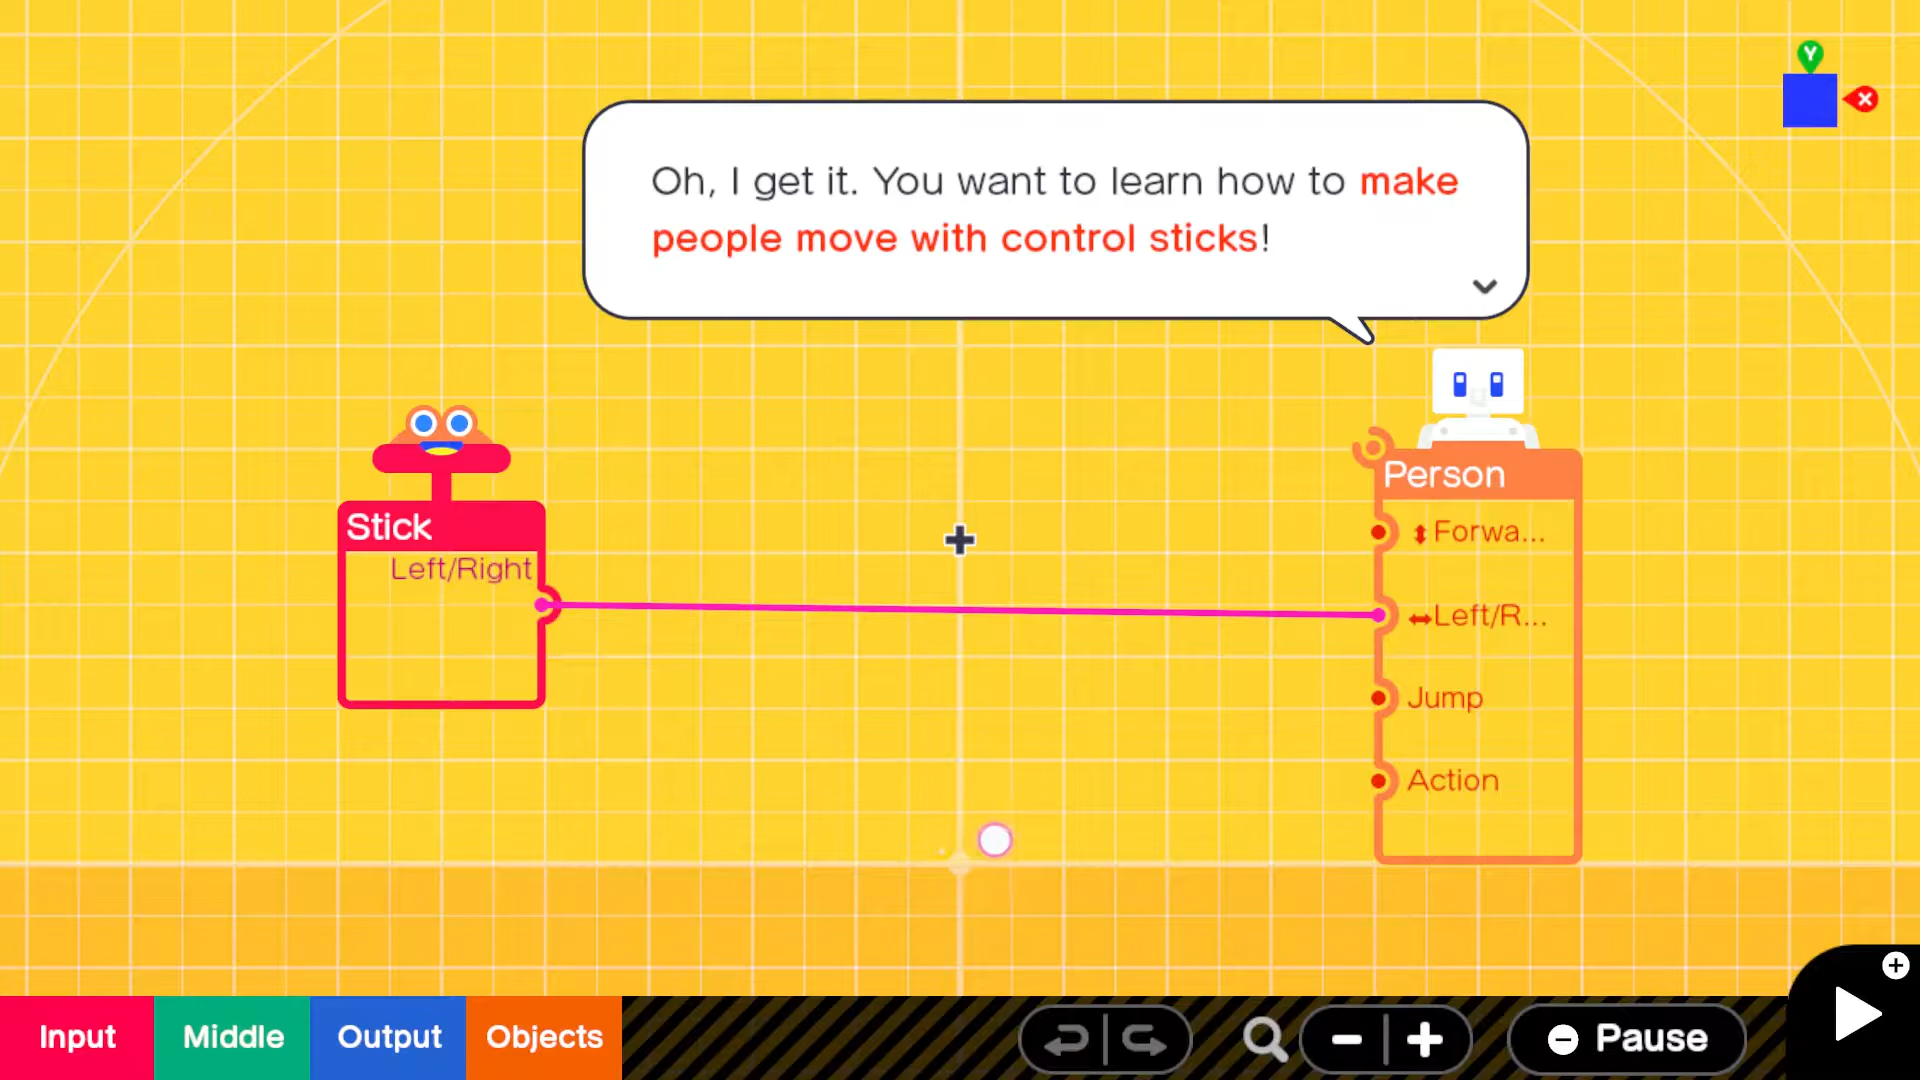 Y
X
Oh, I get it. You want to learn how to make
people move with control sticks!
Stick
Left/Right
Person
Forwa...
Left/R...
Jump
Action
Input
Middle
Output
Objects
Pause